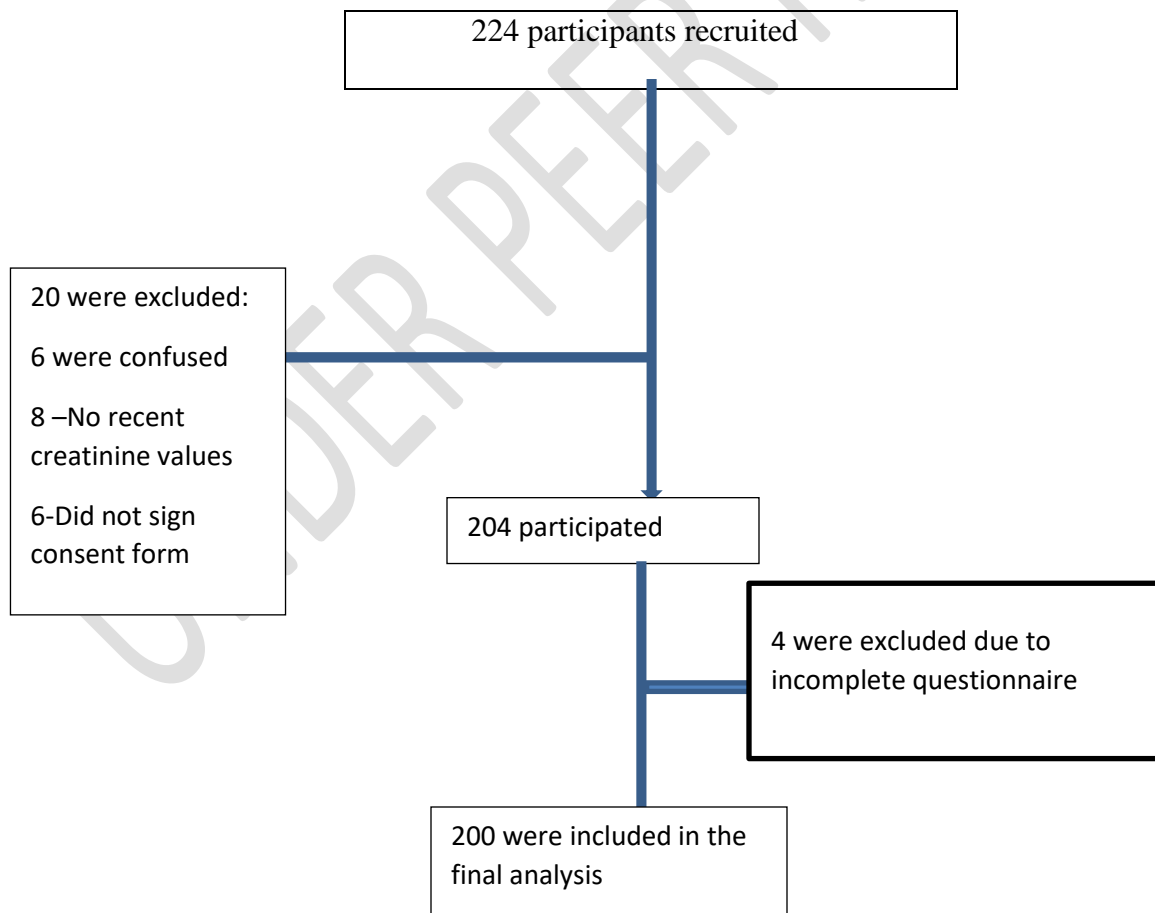 224 participants recruited
20 were excluded:
6 were confused
8 –No recent
creatinine values
6-Did not sign
consent form
204 participated
4 were excluded due to
incomplete questionnaire
200 were included in the
final analysis